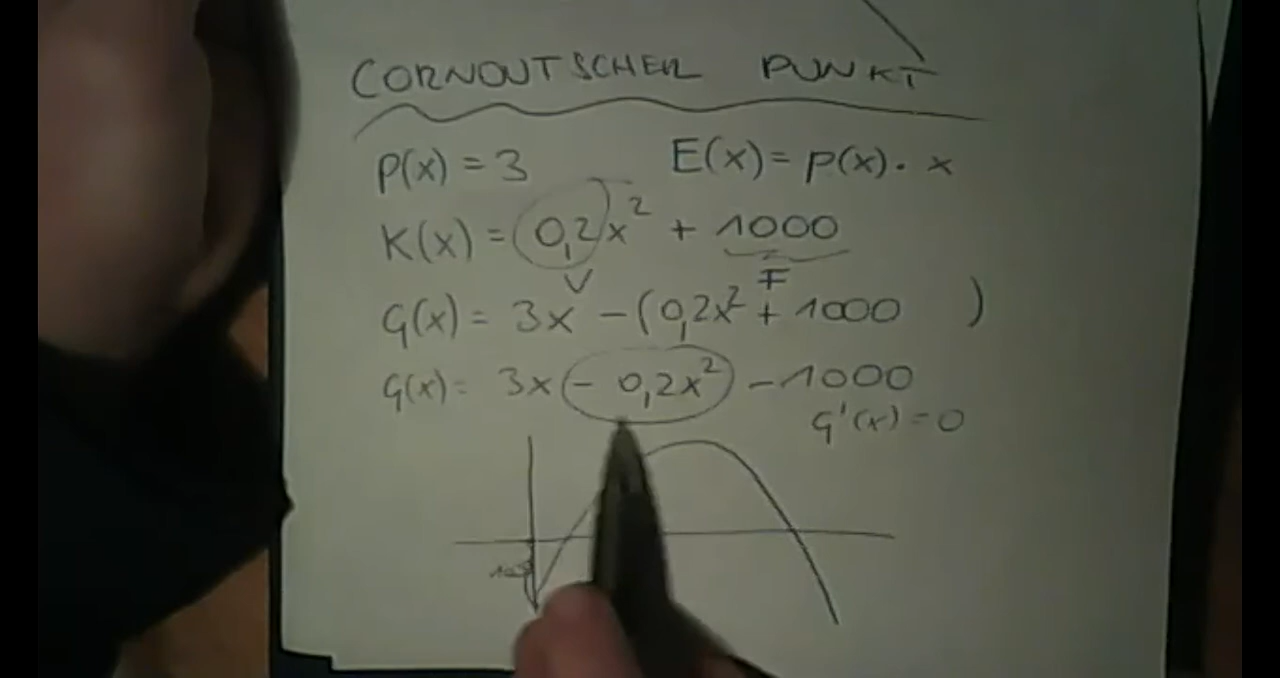 CORNOUTSCHER PUNKT
P(x) = 3 E(x) = p(x) · x
K(x) = 0,2x² + 1000
V F
G(x) = 3x - (0,2x² + 1000 )
G(x) = 3x - 0,2x² - 1000
G'(x) = 0